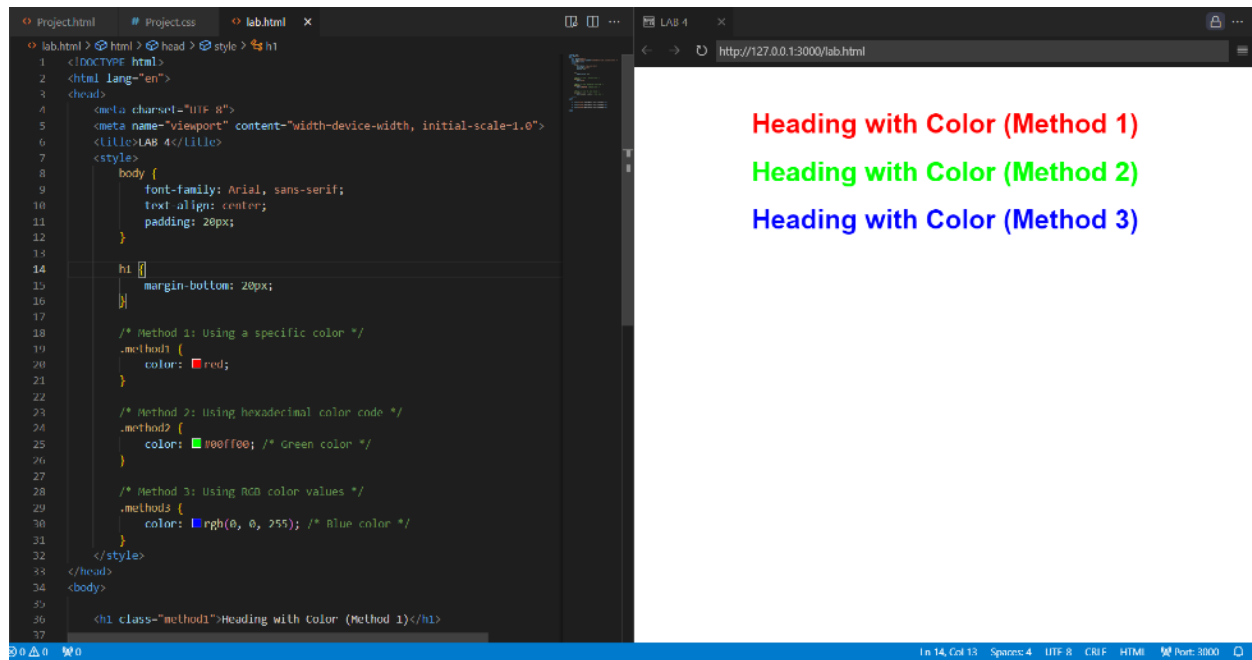 Project.html
Project.css
lab.html
lab.html > html > head > style > h1
1 <!DOCTYPE html>
2 <html lang="en">
3 <head>
4 <meta charset="UTF 8">
5 <meta name="viewport" content="width=device-width, initial-scale=1.0">
6 <title>LAB 4</title>
7 <style>
8 body {
9 font-family: Arial, sans-serif;
10 text-align: center;
11 padding: 20px;
12 }
13
14 h1 {
15 margin-bottom: 20px;
16 }
17
18 /* Method 1: Using a specific color */
19 .method1 {
20 color: red;
21 }
22
23 /* Method 2: Using hexadecimal color code */
24 .method2 {
25 color: #00ff00; /* Green color */
26 }
27
28 /* Method 3: Using RGB color values */
29 .method3 {
30 color: rgb(0, 0, 255); /* Blue color */
31 }
32 </style>
33 </head>
34 <body>
35
36 <h1 class="method1">Heading with Color (Method 1)</h1>
37
LAB 4
http://127.0.0.1:3000/lab.html
Heading with Color (Method 1)
Heading with Color (Method 2)
Heading with Color (Method 3)
0 0 0
Ln 14, Col 13 Spaces: 4 UTF 8 CRLF HTML Port: 3000